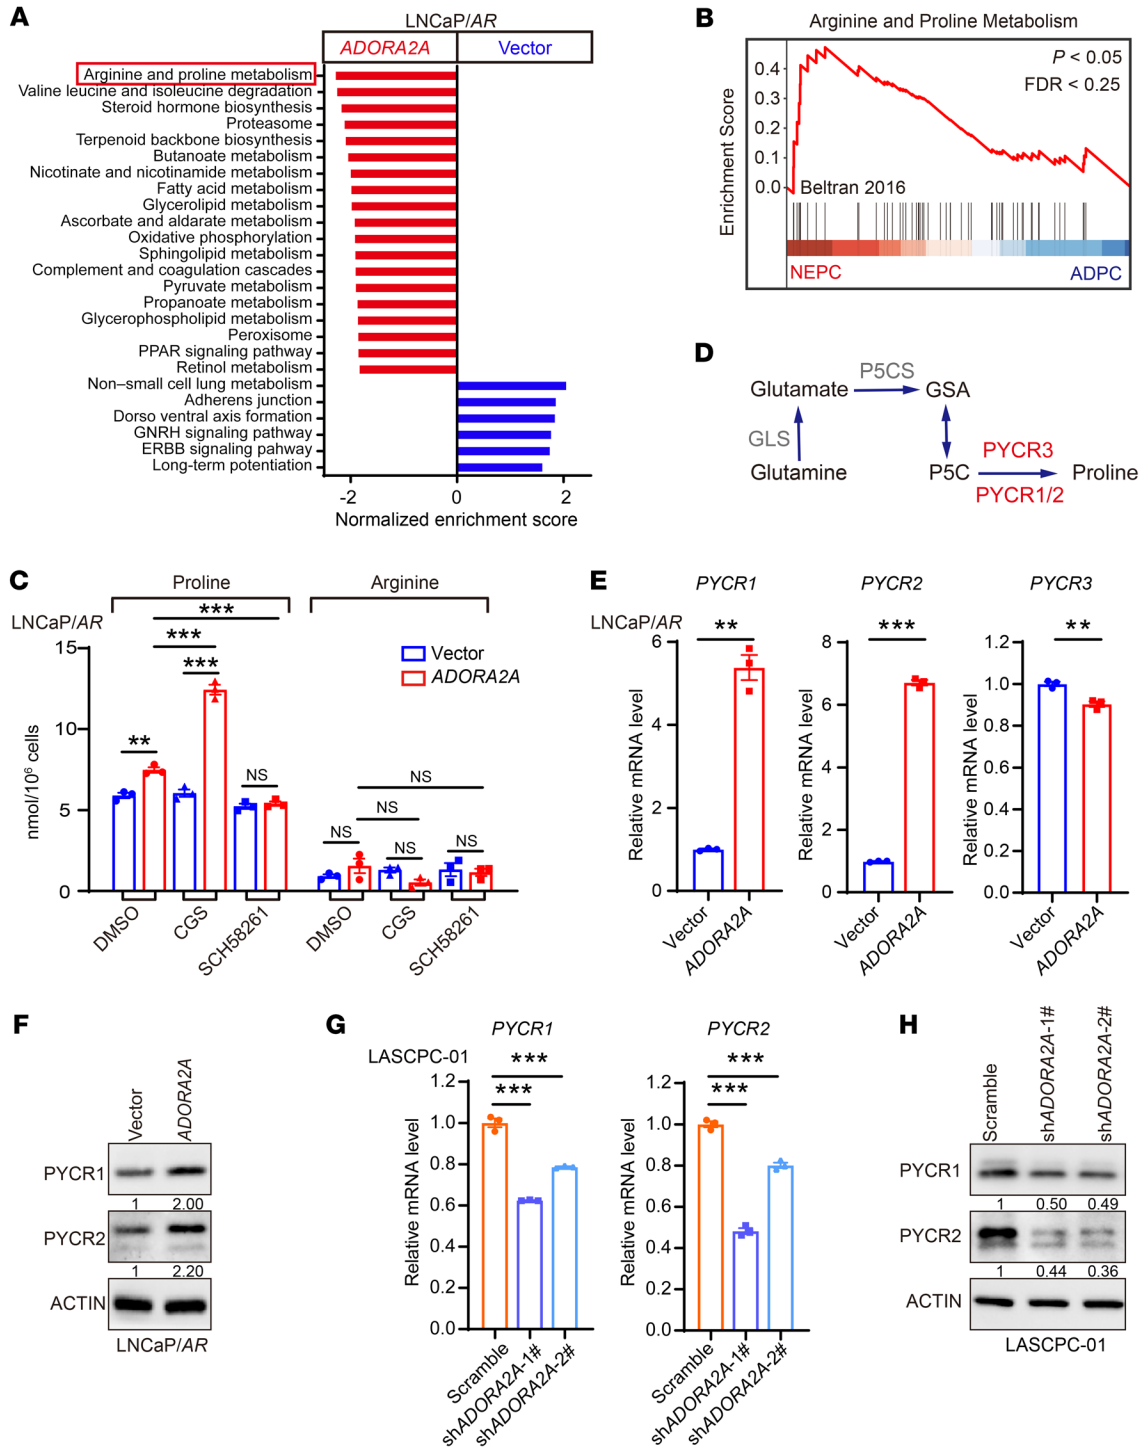 A
LNCaP/AR
ADORA2A
Vector
Arginine and proline metabolism
Valine leucine and isoleucine degradation
Steroid hormone biosynthesis
Proteasome
Terpenoid backbone biosynthesis
Butanoate metabolism
Nicotinate and nicotinamide metabolism
Fatty acid metabolism
Glycerolipid metabolism
Ascorbate and aldarate metabolism
Oxidative phosphorylation
Sphingolipid metabolism
Complement and coagulation cascades
Pyruvate metabolism
Propanoate metabolism
Glycerophospholipid metabolism
Peroxisome
PPAR signaling pathway
Retinol metabolism
Non–small cell lung metabolism
Adherens junction
Dorso ventral axis formation
GNRH signaling pathway
ERBB signaling pahway
Long-term potentiation
-2 0 2
Normalized enrichment score
B
Arginine and Proline Metabolism
P < 0.05
FDR < 0.25
Enrichment Score
0.4
0.3
0.2
0.1
0.0
Beltran 2016
NEPC
ADPC
D
Glutamate
P5CS
GSA
GLS
Glutamine
P5C
PYCR3
PYCR1/2
Proline
C
Proline
Arginine
LNCaP/AR
Vector
ADORA2A
nmol/10⁶ cells
15
10
5
0
**
***
***
***
NS
NS
NS
NS
NS
NS
DMSO
CGS
SCH58261
DMSO
CGS
SCH58261
E
LNCaP/AR
PYCR1
**
Relative mRNA level
6
4
2
0
Vector
ADORA2A
PYCR2
***
Relative mRNA level
8
6
4
2
0
Vector
ADORA2A
PYCR3
**
Relative mRNA level
1.2
1.0
0.8
0.6
0.4
0.2
0.0
Vector
ADORA2A
F
Vector
ADORA2A
PYCR1
1 2.00
PYCR2
1 2.20
ACTIN
LNCaP/AR
G
LASCPC-01
PYCR1
***
***
Relative mRNA level
1.2
1.0
0.8
0.6
0.4
0.2
0.0
Scramble
shADORA2A-1#
shADORA2A-2#
PYCR2
***
***
Relative mRNA level
1.2
1.0
0.8
0.6
0.4
0.2
0.0
Scramble
shADORA2A-1#
shADORA2A-2#
H
Scramble
shADORA2A-1#
shADORA2A-2#
PYCR1
1 0.50 0.49
PYCR2
1 0.44 0.36
ACTIN
LASCPC-01